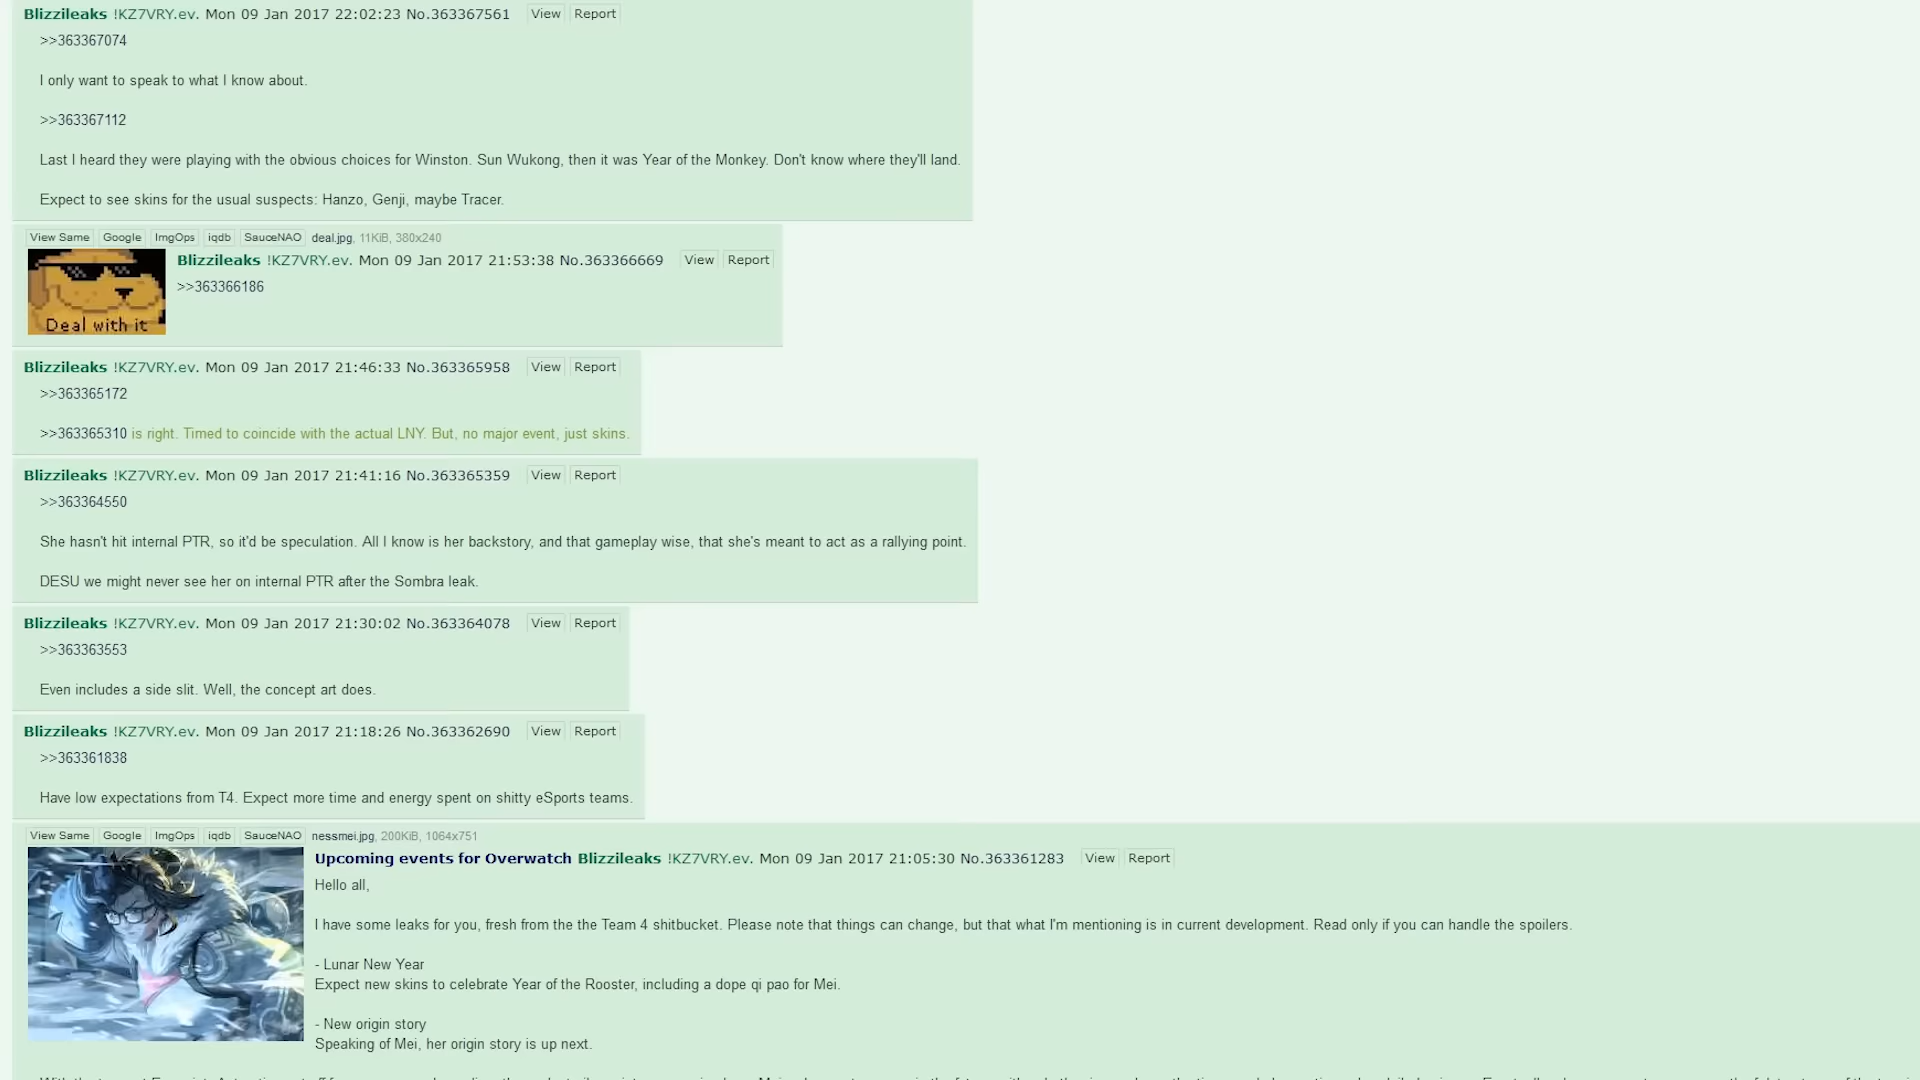 Blizzileaks !KZ7VRY.ev. Mon 09 Jan 2017 22:02:23 No.363367561 View Report
>>363367074
I only want to speak to what I know about.
>>363367112
Last I heard they were playing with the obvious choices for Winston. Sun Wukong, then it was Year of the Monkey. Don't know where they'll land.
Expect to see skins for the usual suspects: Hanzo, Genji, maybe Tracer.
View Same Google ImgOps iqdb SauceNAO deal.jpg, 11KiB, 380x240
Blizzileaks !KZ7VRY.ev. Mon 09 Jan 2017 21:53:38 No.363366669 View Report
>>363366186
Deal with it
Blizzileaks !KZ7VRY.ev. Mon 09 Jan 2017 21:46:33 No.363365958 View Report
>>363365172
>>363365310 is right. Timed to coincide with the actual LNY. But, no major event, just skins.
Blizzileaks !KZ7VRY.ev. Mon 09 Jan 2017 21:41:16 No.363365359 View Report
>>363364550
She hasn't hit internal PTR, so it'd be speculation. All I know is her backstory, and that gameplay wise, that she's meant to act as a rallying point.
DESU we might never see her on internal PTR after the Sombra leak.
Blizzileaks !KZ7VRY.ev. Mon 09 Jan 2017 21:30:02 No.363364078 View Report
>>363363553
Even includes a side slit. Well, the concept art does.
Blizzileaks !KZ7VRY.ev. Mon 09 Jan 2017 21:18:26 No.363362690 View Report
>>363361838
Have low expectations from T4. Expect more time and energy spent on shitty eSports teams.
View Same Google ImgOps iqdb SauceNAO nessmei.jpg, 200KiB, 1064x751
Upcoming events for Overwatch Blizzileaks !KZ7VRY.ev. Mon 09 Jan 2017 21:05:30 No.363361283 View Report
Hello all,
I have some leaks for you, fresh from the the Team 4 shitbucket. Please note that things can change, but that what I'm mentioning is in current development. Read only if you can handle the spoilers.
- Lunar New Year
Expect new skins to celebrate Year of the Rooster, including a dope qi pao for Mei.
- New origin story
Speaking of Mei, her origin story is up next.